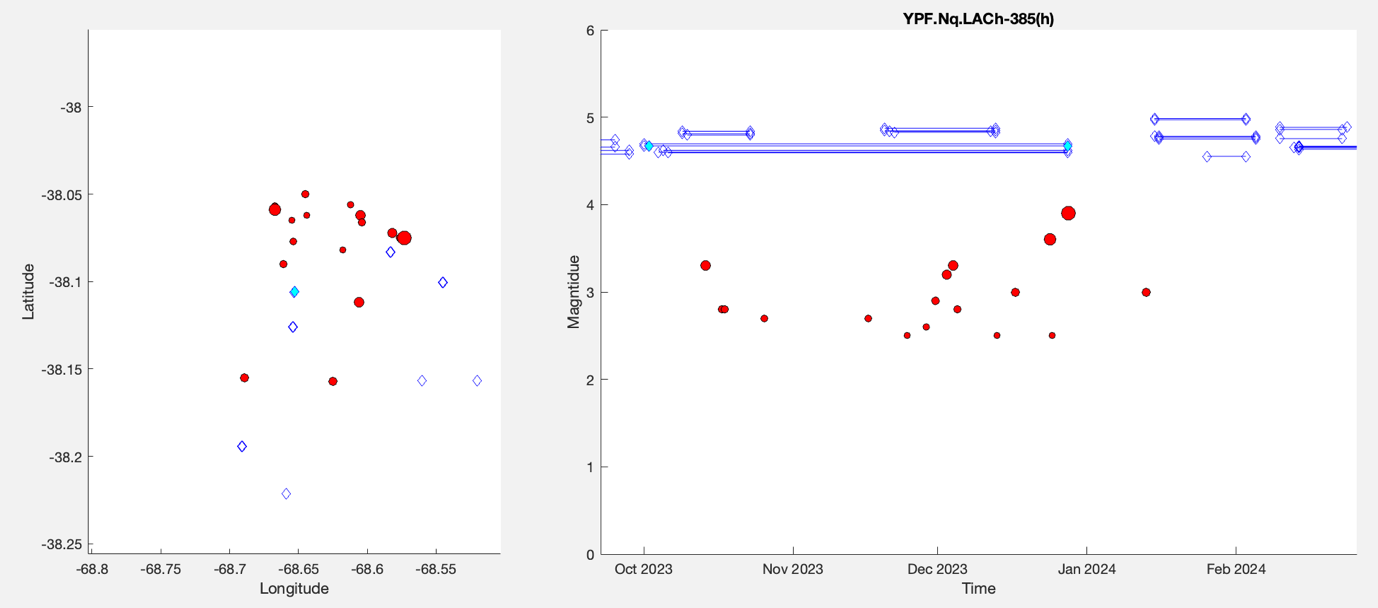 -38
-38.05
-38.1
-38.15
-38.2
-38.25
Latitude
-68.8 -68.75 -68.7 -68.65 -68.6 -68.55
Longitude
YPF.Nq.LACh-385(h)
6
5
4
3
2
1
0
Magntidue
Oct 2023 Nov 2023 Dec 2023 Jan 2024 Feb 2024
Time